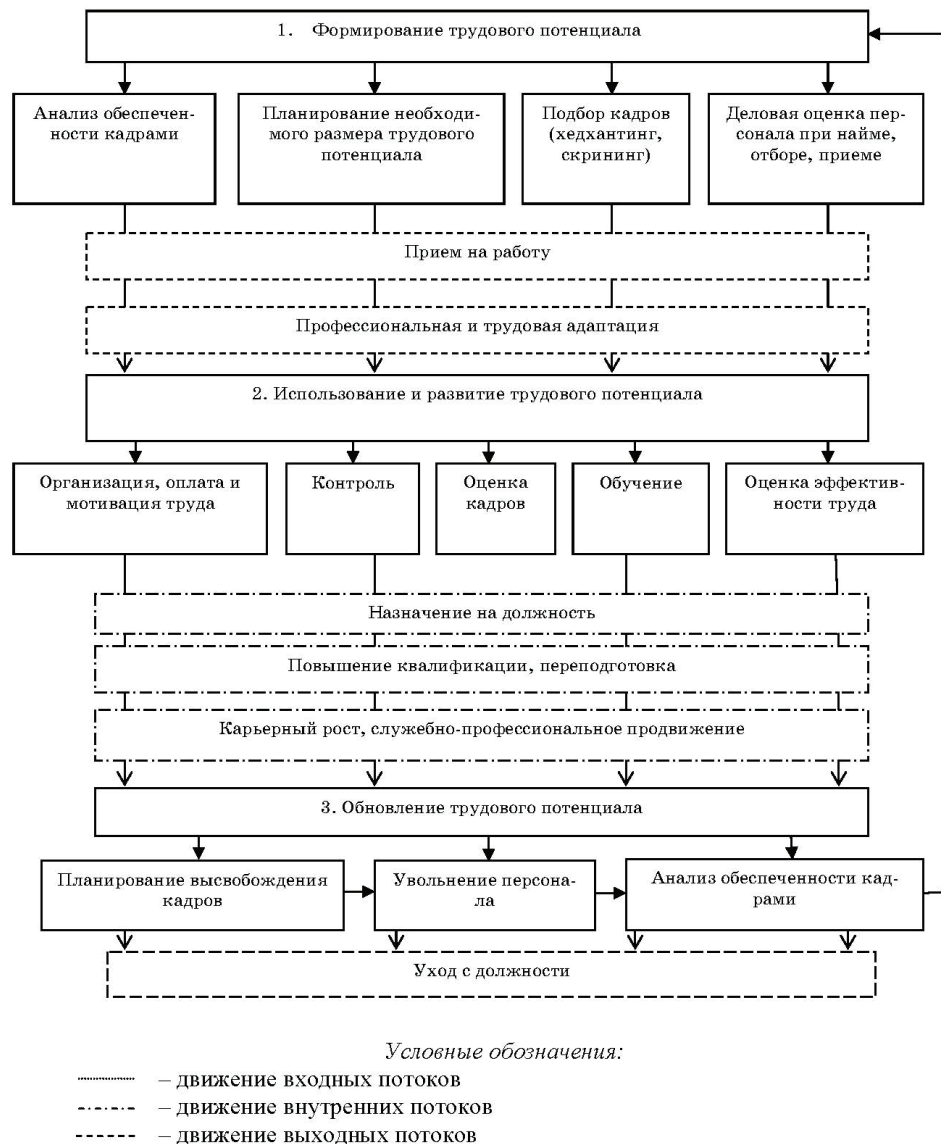 1. Формирование трудового потенциала
Анализ обеспечен-
ности кадрами
Планирование необходи-
мого размера трудового
потенциала
Подбор кадров
(хедхантинг,
скрининг)
Деловая оценка пер-
сонала при найме,
отборе, приеме
Прием на работу
Профессиональная и трудовая адаптация
2. Использование и развитие трудового потенциала
Организация, оплата и
мотивация труда
Контроль
Оценка
кадров
Обучение
Оценка эффектив-
ности труда
Назначение на должность
Повышение квалификации, переподготовка
Карьерный рост, служебно-профессиональное продвижение
3. Обновление трудового потенциала
Планирование высвобождения
кадров
Увольнение персона-
ла
Анализ обеспеченности кад-
рами
Уход с должности
Условные обозначения:
– движение входных потоков
– движение внутренних потоков
– движение выходных потоков